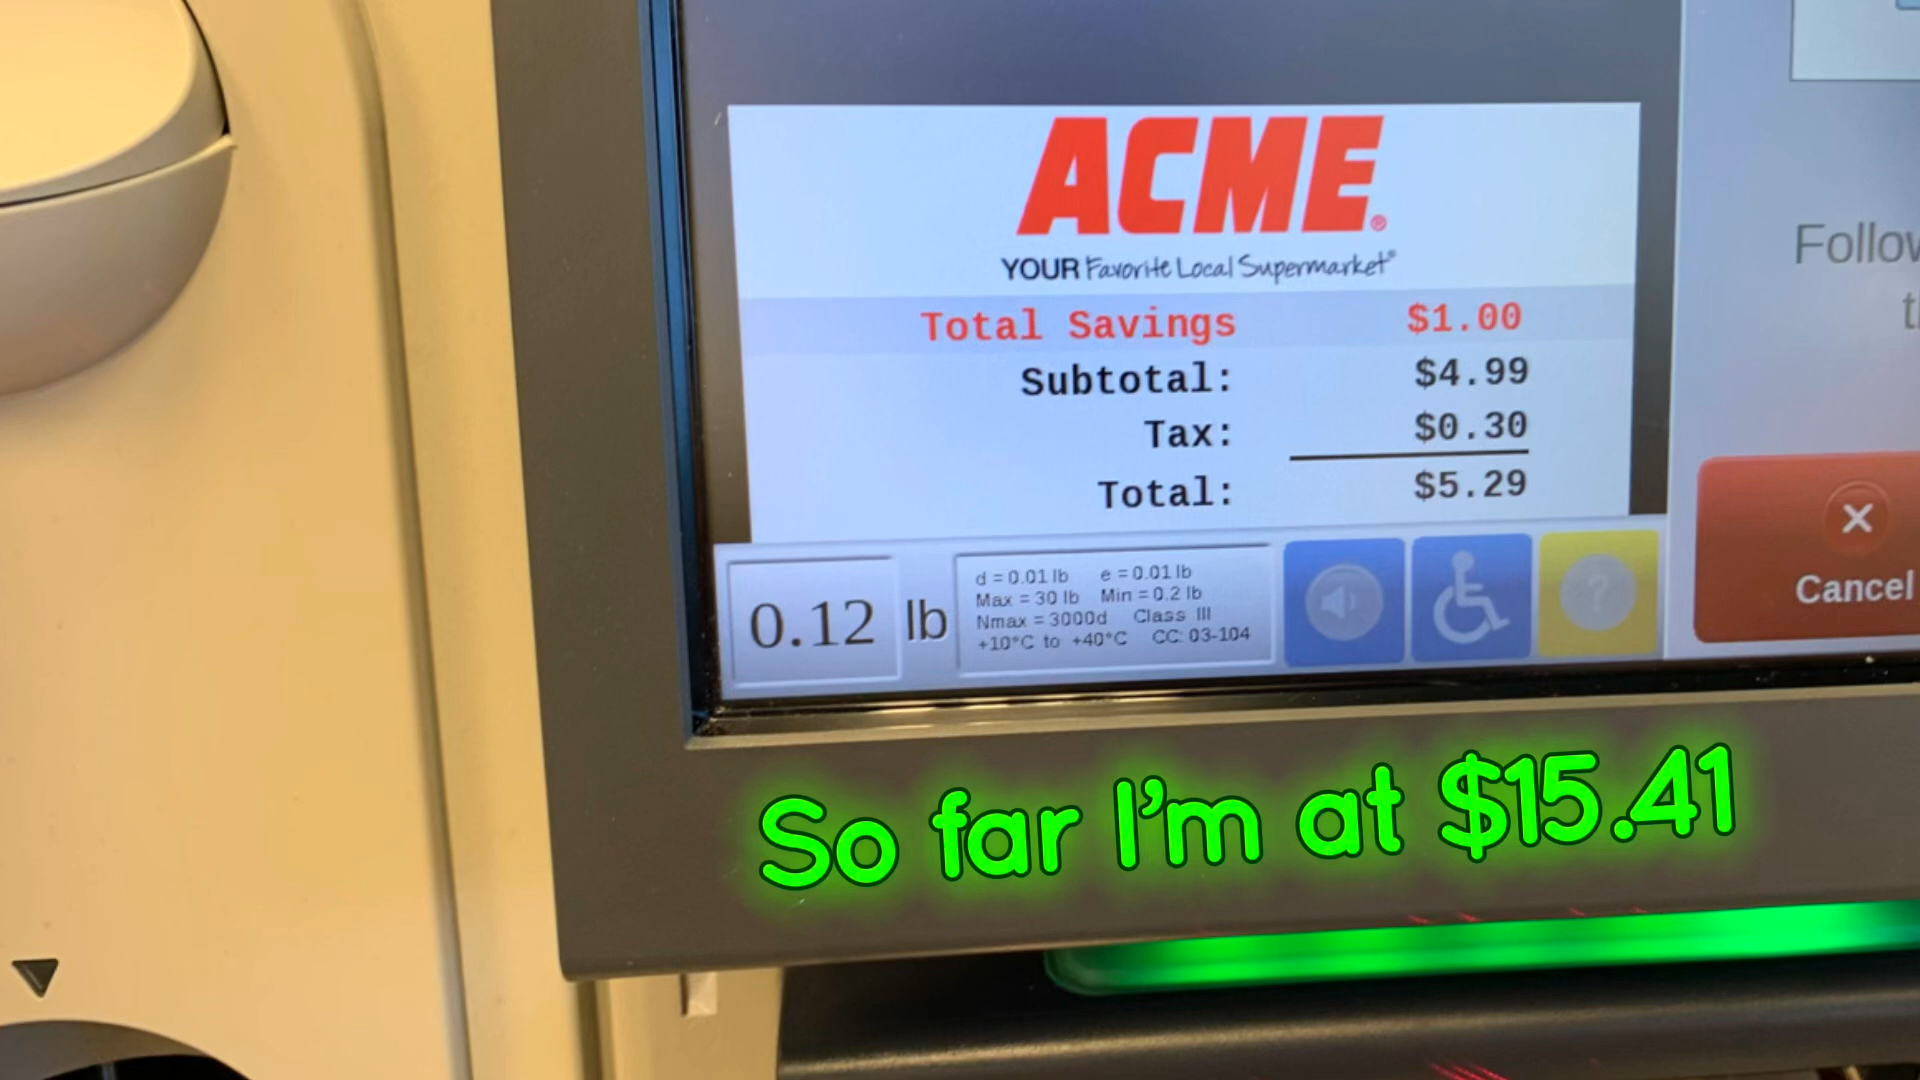 ACME®
YOUR Favorite Local Supermarket®
Total Savings $1.00
Subtotal: $4.99
Tax: $0.30
Total: $5.29
0.12 lb
d = 0.01 lb e = 0.01 lb
Max = 30 lb Min = 0.2 lb
Nmax = 3000d Class III
+10°C to +40°C CC: 03-104
?
Cancel
So far I'm at $15.41